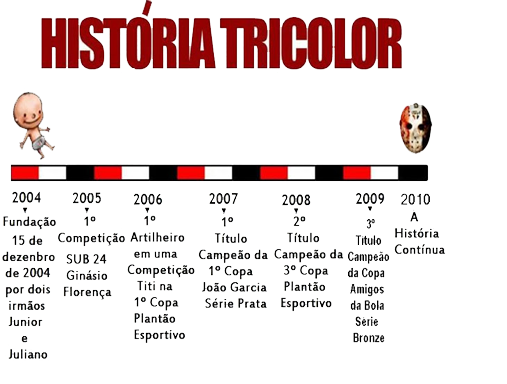 HISTÓRIA TRICOLOR
2004
Fundação
15 de
dezenbro
de 2004
por dois
irmãos
Junior
e
Juliano
2005
1º
Competição
SUB 24
Ginásio
Florença
2006
1º
Artilheiro
em uma
Competição
Titi na
1º Copa
Plantão
Esportivo
2007
1º
Título
Campeão da
1º Copa
João Garcia
Série Prata
2008
2º
Título
Campeão da
3º Copa
Plantão
Esportivo
2009
3º
Titulo
Campeão
da Copa
Amigos
da Bola
Serie
Bronze
2010
A
História
Contínua